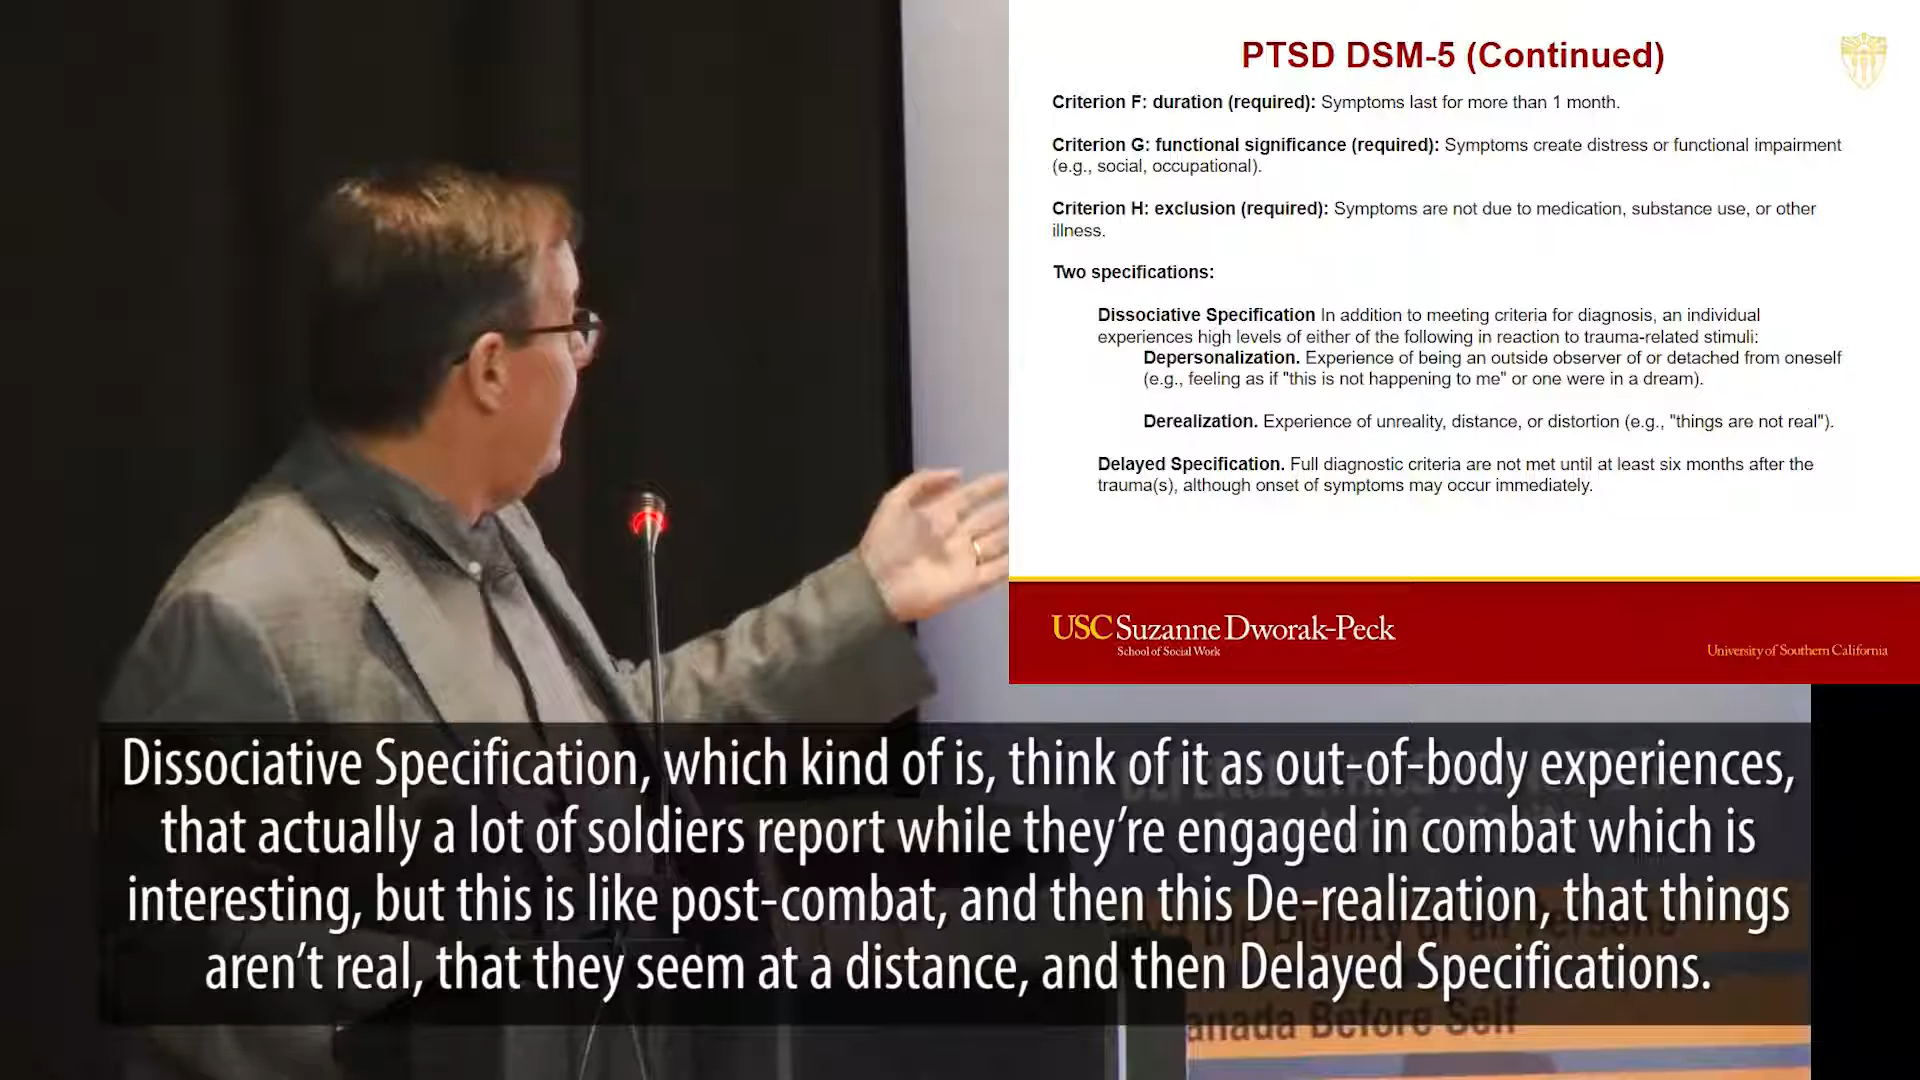 PTSD DSM-5 (Continued)
Criterion F: duration (required): Symptoms last for more than 1 month.
Criterion G: functional significance (required): Symptoms create distress or functional impairment
(e.g., social, occupational).
Criterion H: exclusion (required): Symptoms are not due to medication, substance use, or other
illness.
Two specifications:
Dissociative Specification In addition to meeting criteria for diagnosis, an individual
experiences high levels of either of the following in reaction to trauma-related stimuli:
Depersonalization. Experience of being an outside observer of or detached from oneself
(e.g., feeling as if "this is not happening to me" or one were in a dream).
Derealization. Experience of unreality, distance, or distortion (e.g., "things are not real").
Delayed Specification. Full diagnostic criteria are not met until at least six months after the
trauma(s), although onset of symptoms may occur immediately.
USC Suzanne Dworak-Peck
School of Social Work
University of Southern California
Dissociative Specification, which kind of is, think of it as out-of-body experiences,
that actually a lot of soldiers report while they're engaged in combat which is
interesting, but this is like post-combat, and then this De-realization, that things
aren't real, that they seem at a distance, and then Delayed Specifications.
the Dignity of all Persons
anada Before Self